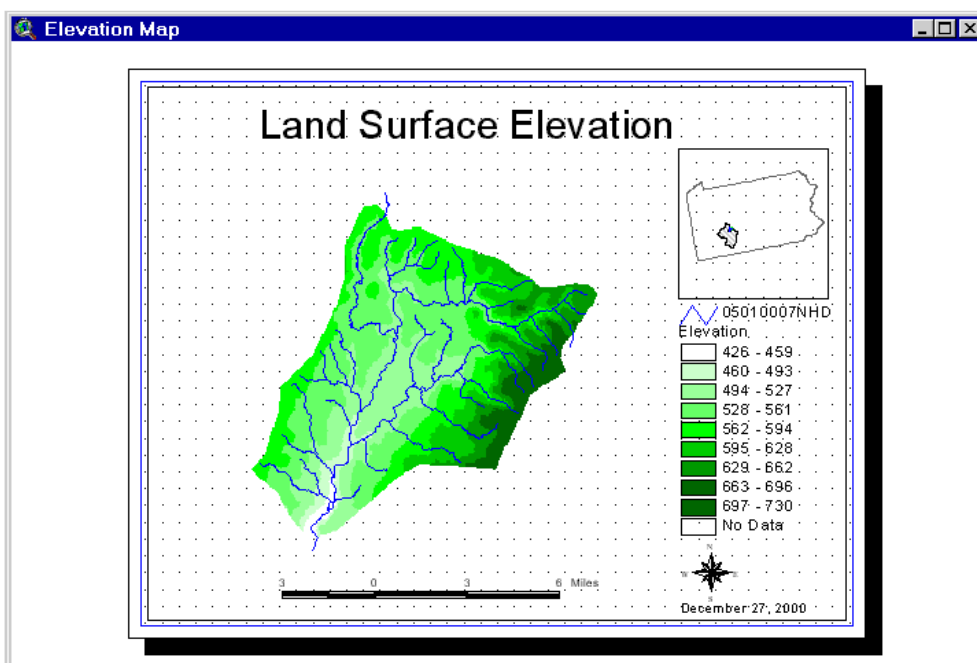 Elevation Map
Land Surface Elevation
05010007NHD
Elevation
426 - 459
460 - 493
494 - 527
528 - 561
562 - 594
595 - 628
629 - 662
663 - 696
697 - 730
No Data
N
W E
S
3 0 3 6 Miles
December 27, 2000